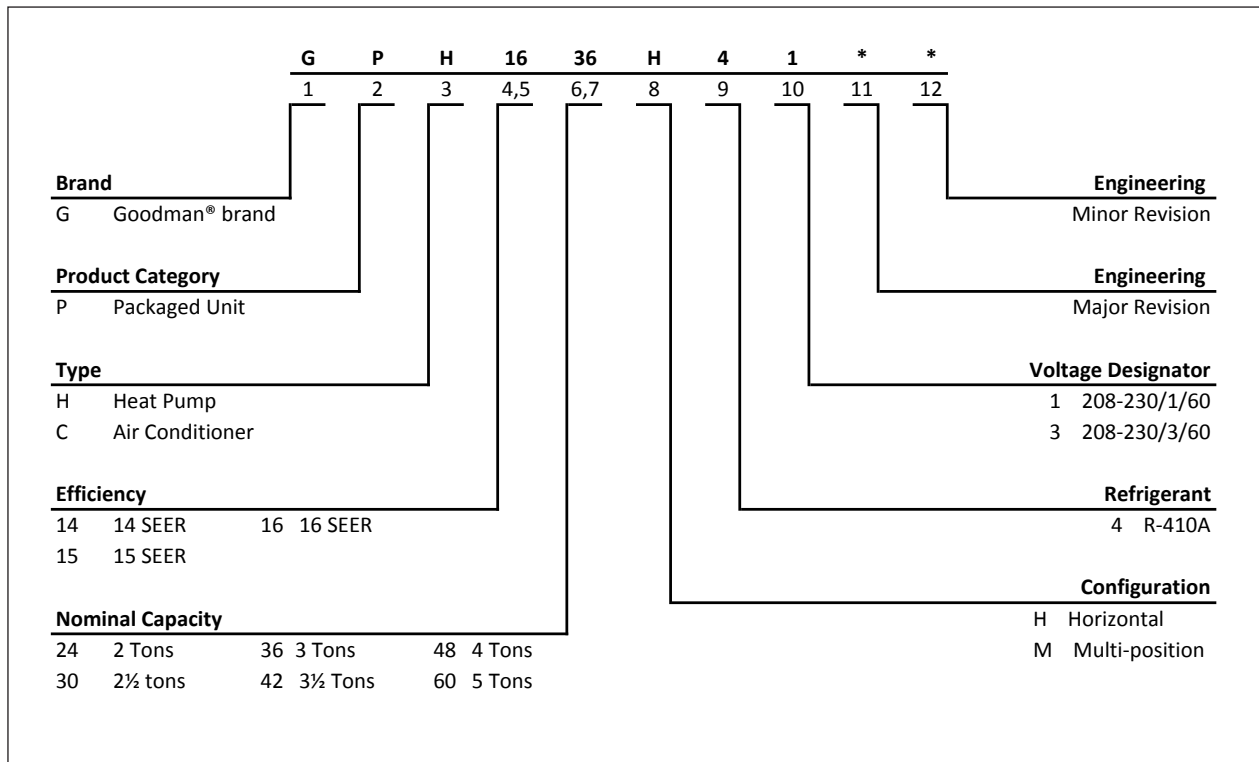 G P H 16 36 H 4 1 * *
1 2 3 4,5 6,7 8 9 10 11 12
Brand
G Goodman® brand
Product Category
P Packaged Unit
Type
H Heat Pump
C Air Conditioner
Efficiency
14 14 SEER 16 16 SEER
15 15 SEER
Nominal Capacity
24 2 Tons 36 3 Tons 48 4 Tons
30 2½ tons 42 3½ Tons 60 5 Tons
Engineering
Minor Revision
Engineering
Major Revision
Voltage Designator
1 208-230/1/60
3 208-230/3/60
Refrigerant
4 R-410A
Configuration
H Horizontal
M Multi-position